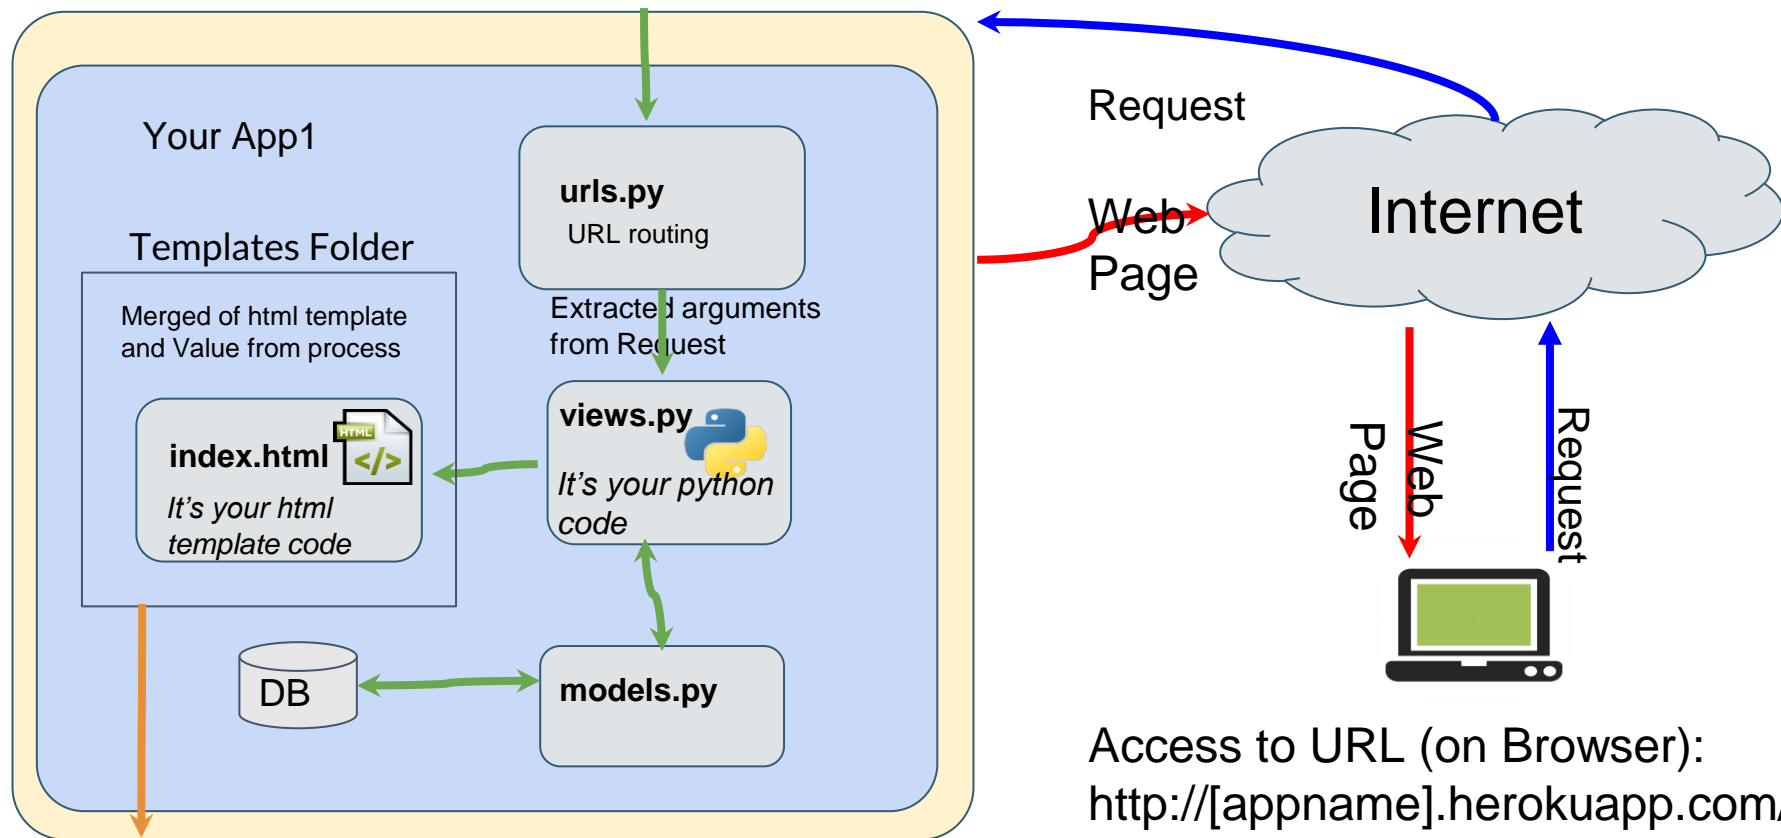 Your App1
urls.py
URL routing
Templates Folder
Merged of html template
and Value from process
Extracted arguments
from Request
index.html
HTML
</>
It's your html
template code
views.py
It's your python
code
DB
models.py
Request
Web
Page
Internet
Web
Page
Request
Access to URL (on Browser):
http://[appname].herokuapp.com/